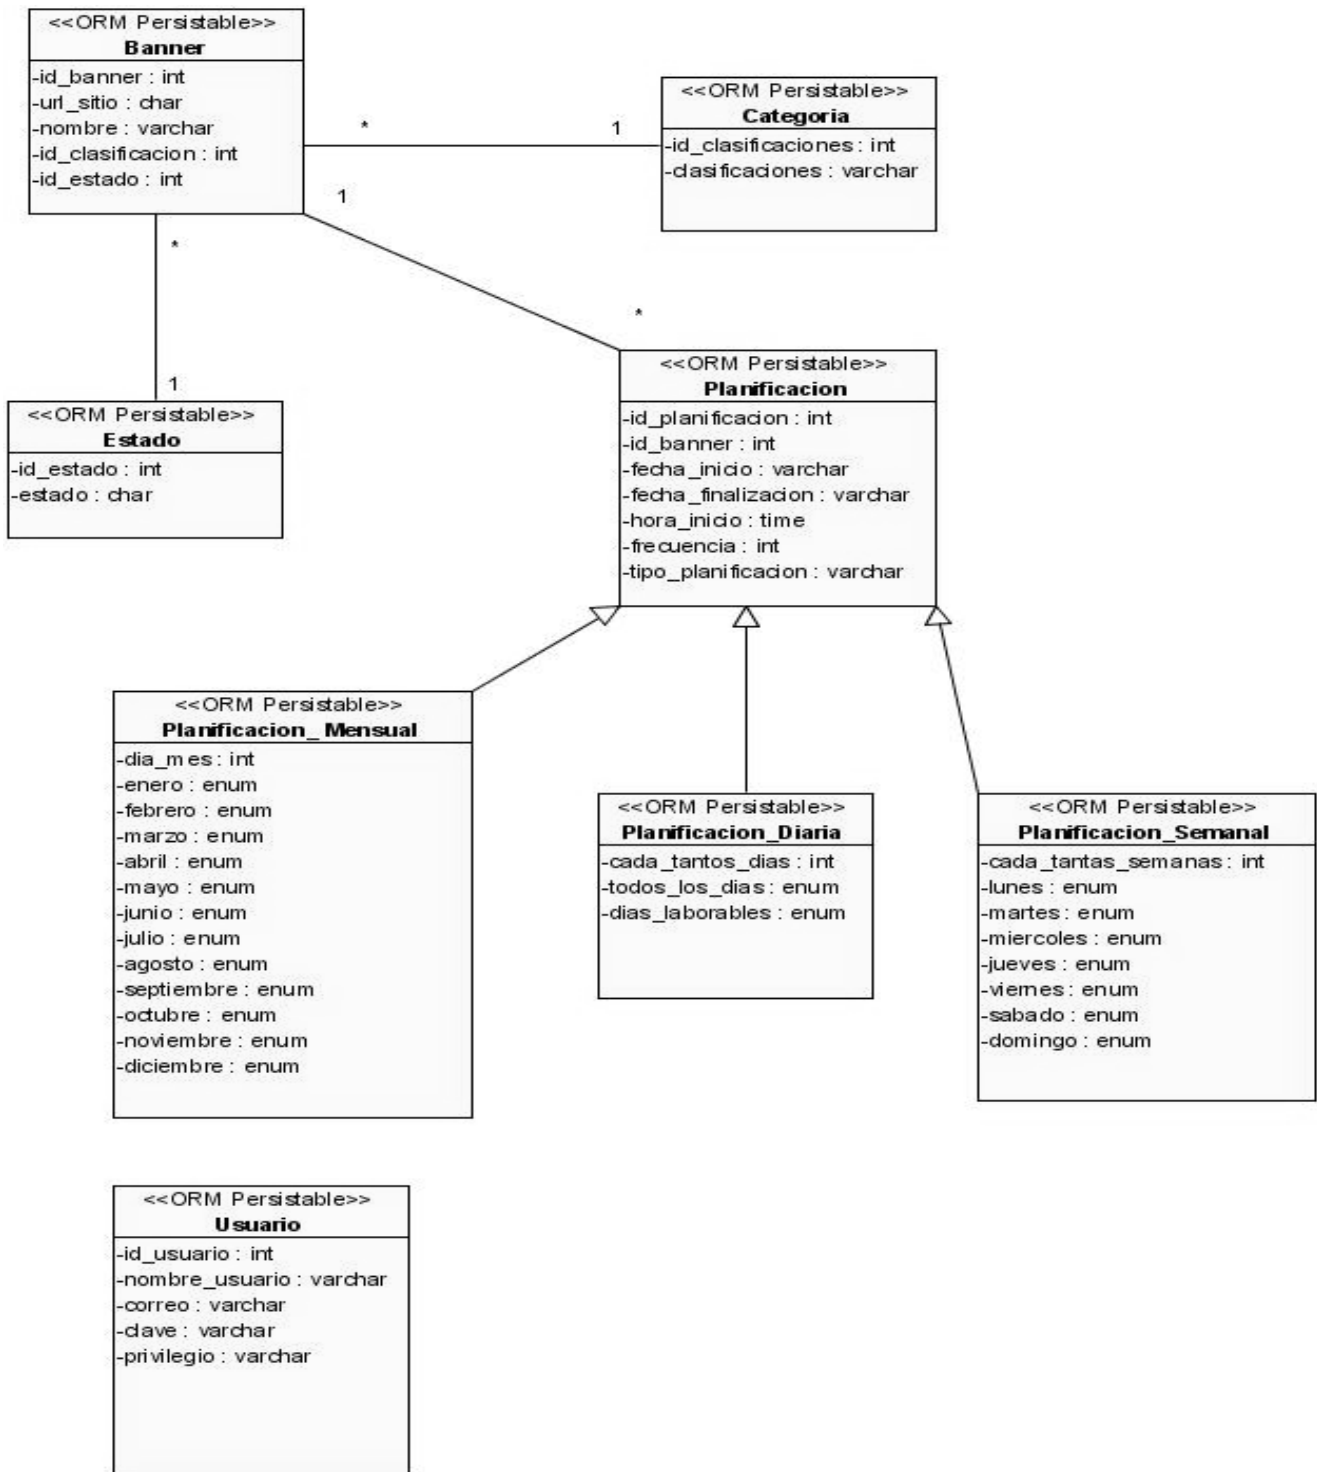 <<ORM Persistable>>
Banner
-id_banner : int
-url_sitio : char
-nombre : varchar
-id_clasificacion : int
-id_estado : int
<<ORM Persistable>>
Categoria
-id_clasificaciones : int
-clasificaciones : varchar
*
1
1
*
*
1
<<ORM Persistable>>
Estado
-id_estado : int
-estado : char
<<ORM Persistable>>
Planificacion
-id_planificacion : int
-id_banner : int
-fecha_inicio : varchar
-fecha_finalizacion : varchar
-hora_inicio : time
-frecuencia : int
-tipo_planificacion : varchar
<<ORM Persistable>>
Planificacion_Mensual
-dia_mes : int
-enero : enum
-febrero : enum
-marzo : enum
-abril : enum
-mayo : enum
-junio : enum
-julio : enum
-agosto : enum
-septiembre : enum
-octubre : enum
-noviembre : enum
-diciembre : enum
<<ORM Persistable>>
Planificacion_Diaria
-cada_tantos_dias : int
-todos_los_dias : enum
-dias_laborables : enum
<<ORM Persistable>>
Planificacion_Semanal
-cada_tantas_semanas : int
-lunes : enum
-martes : enum
-miercoles : enum
-jueves : enum
-viernes : enum
-sabado : enum
-domingo : enum
<<ORM Persistable>>
Usuario
-id_usuario : int
-nombre_usuario : varchar
-correo : varchar
-clave : varchar
-privilegio : varchar